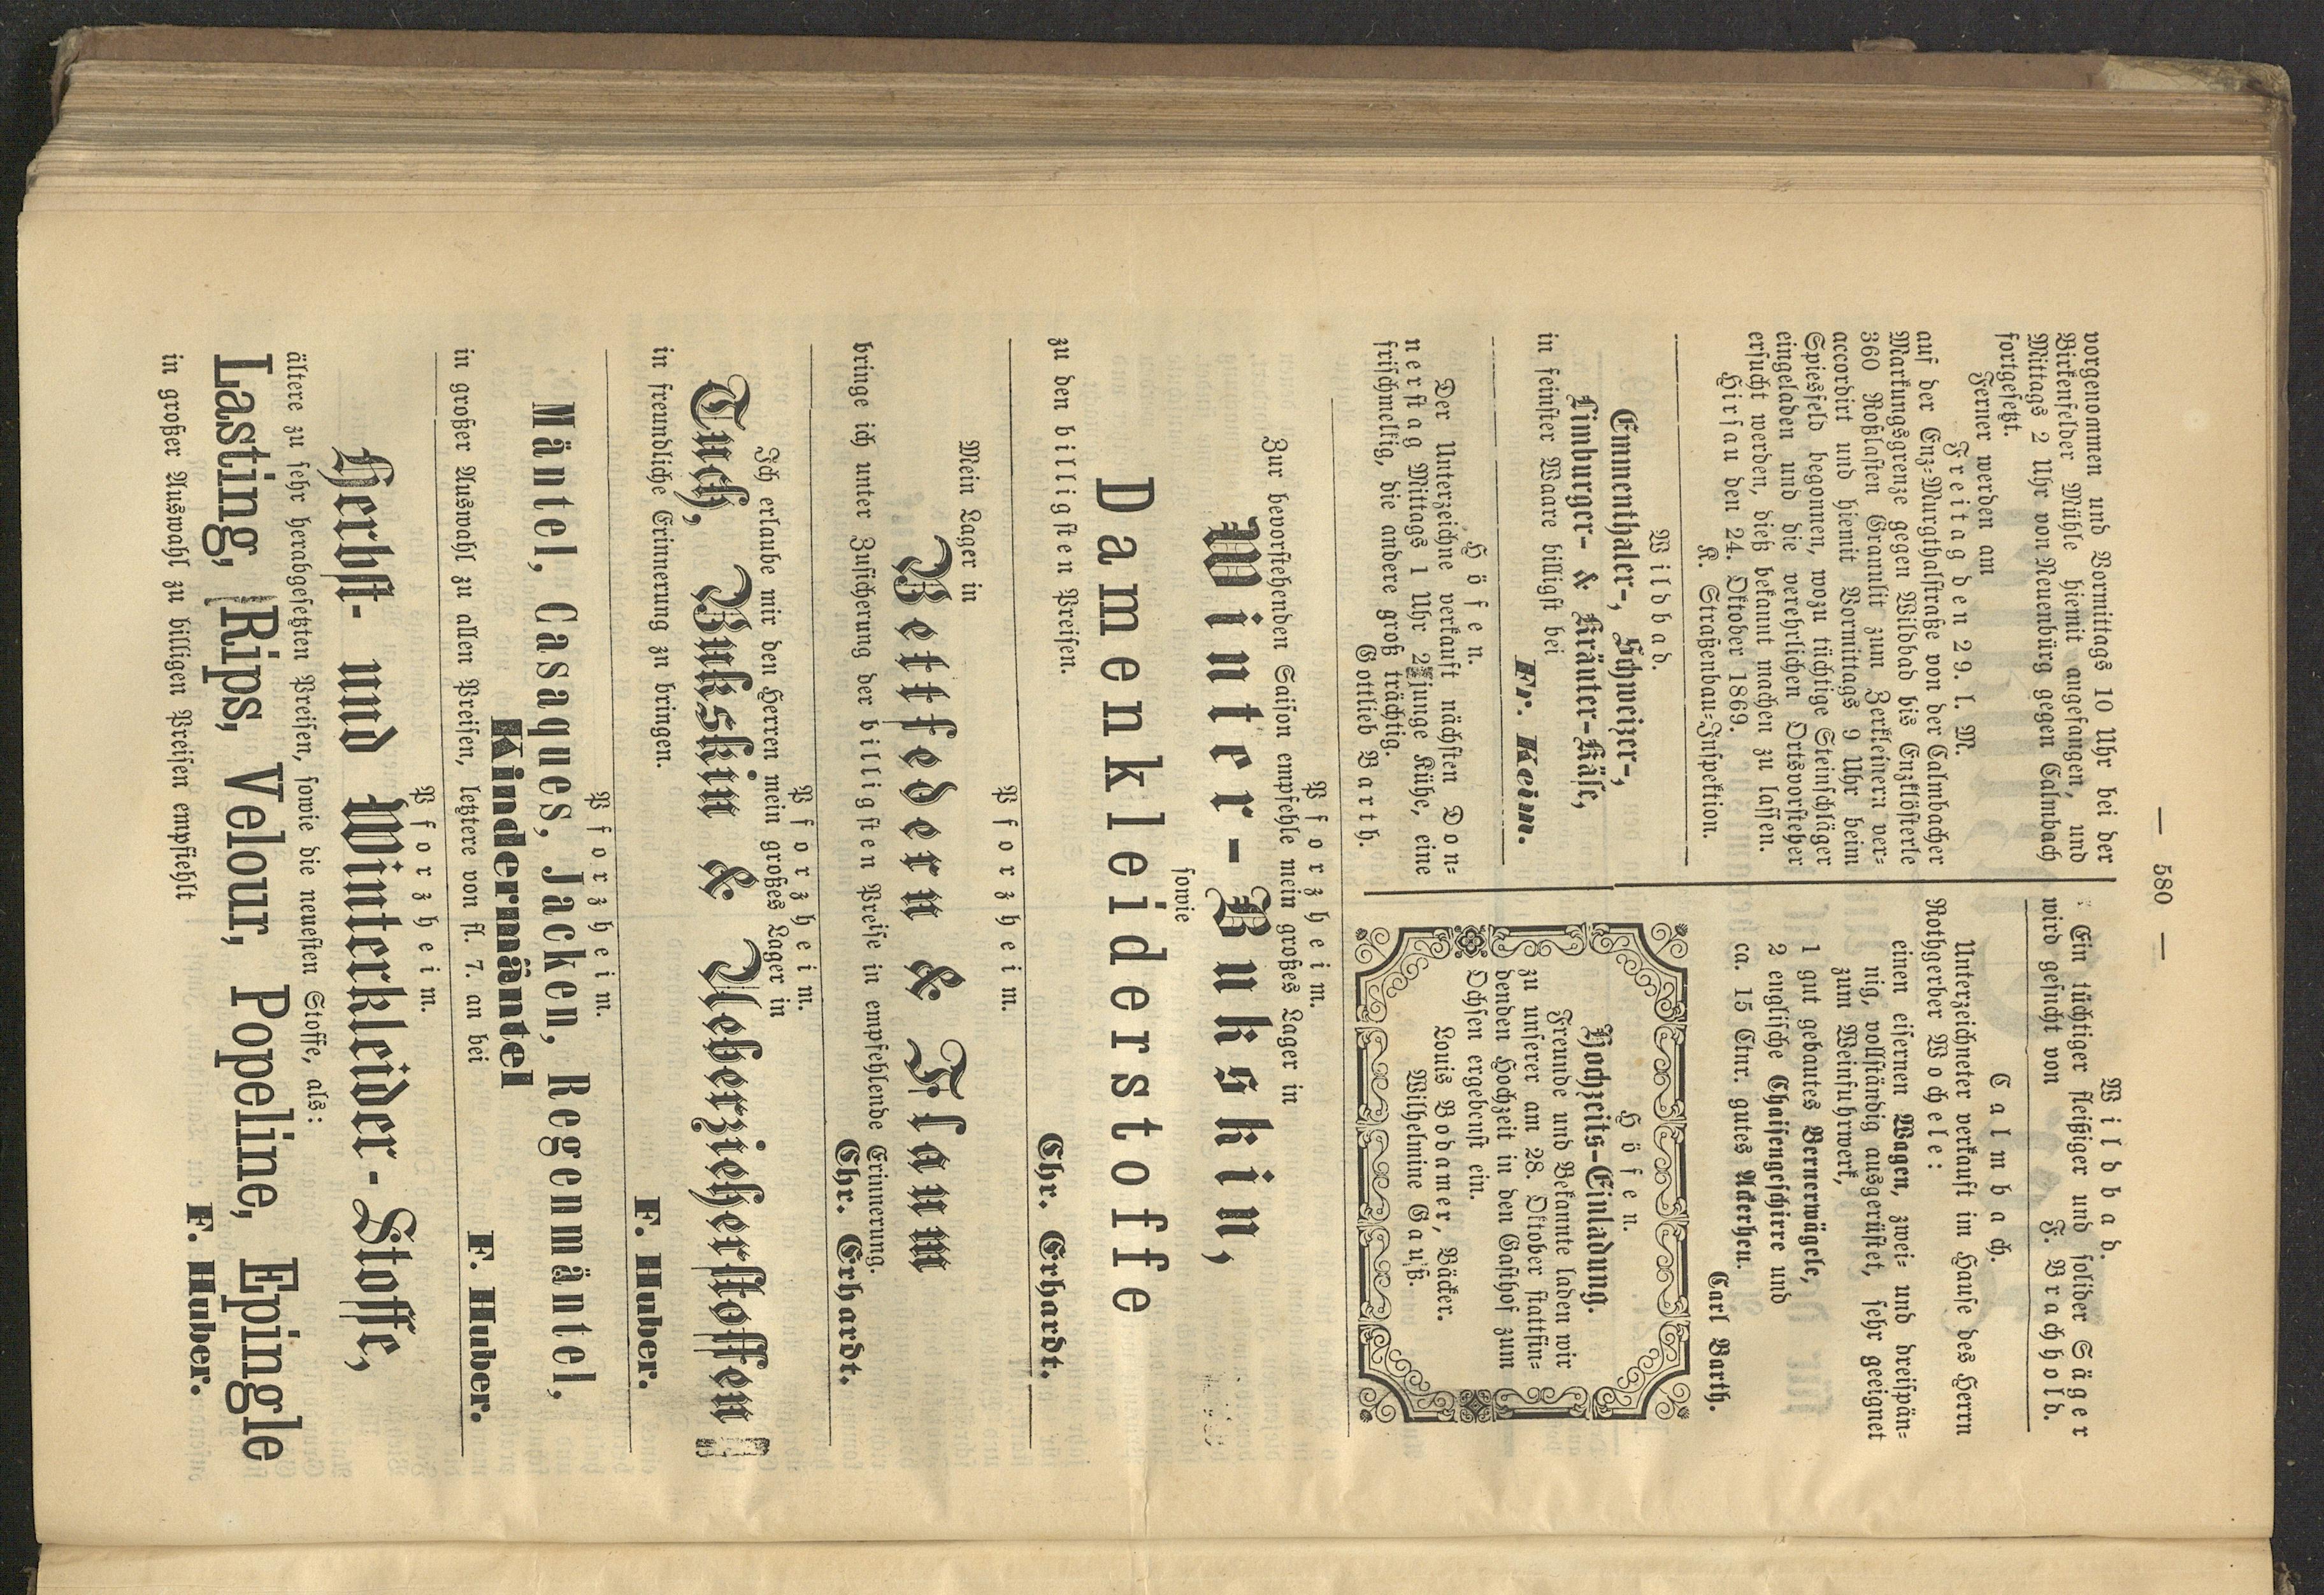 — 580 —
vorgenommen und Vormittags 10 Uhr bei der
Birkenfelder Mühle hiemit angefangen, und
Mittags 2 Uhr von Neuenbürg gegen Calmbach
fortgesetzt.
Ferner werden am
Freitag den 29. l. M.
auf der Enz-Murgthalstraße von der Calmbacher
Markungsgrenze gegen Wildbad bis Enzklösterle
360 Roßlasten Grannlit zum Zerkleinern ver-
accordirt und hiemit Vormittags 9 Uhr beim
Spiesfeld begonnen, wozu tüchtige Steinschläger
eingeladen und die verehrlichen Ortsvorsteher
ersucht werden, dieß bekannt machen zu lassen.
Hirsau den 24. Oktober 1869.
K. Straßenbau-Inspektion.
Wildbad.
Emmenthaler-, Schweizer-,
Limburger- & Kräuter-Käse,
in feinster Waare billigst bei
Fr. Keim.
Höfen.
Der Unterzeichne verkauft nächsten Don-
nerstag Mittags 1 Uhr 2 junge Kühe, eine
frischmelkig, die andere groß trächtig.
Gottlieb Barth.
Wildbad.
Ein tüchtiger fleißiger und solider Säger
wird gesucht von
F. Brachhold.
Calmbach.
Unterzeichneter verkauft im Hause des Herrn
Rothgerber Wochele:
einen eisernen Wagen, zwei- und dreispän-
nig, vollständig ausgerüstet, sehr geeignet
zum Weinfuhrwerk,
1 gut gebautes Bernerwägele,
2 englische Chaisengeschirre und
ca. 15 Ctnr. gutes Ackerheu.
Carl Barth.
Höfen.
Hochzeits-Einladung.
Freunde und Bekannte laden wir
zu unserer am 28. Oktober stattfin-
denden Hochzeit in den Gasthof zum
Ochsen ergebenst ein.
Louis Bodamer, Bäcker.
Wilhelmine Gauß.
Pforzheim.
Zur bevorstehenden Saison empfehle mein großes Lager in
Winter-Bukskin,
sowie
Damenkleiderstoffe
zu den billigsten Preisen.
Chr. Erhardt.
Pforzheim.
Mein Lager in
Bettfedern & Flaum
bringe ich unter Zusicherung der billigsten Preise in empfehlende Erinnerung.
Chr. Erhardt.
Pforzheim.
Ich erlaube mir den Herren mein großes Lager in
Tuch, Bukskin & Ueberzieherstoffen
in freundliche Erinnerung zu bringen.
F. Huber.
Pforzheim.
Mäntel, Casaques, Jacken, Regenmäntel,
Kindermäntel
in großer Auswahl zu allen Preisen, letztere von fl. 7. an bei
F. Huber.
Pforzheim.
Herbst- und Winterkleider-Stoffe,
ältere zu sehr herabgesetzten Preisen, sowie die neuesten Stoffe, als:
Lasting, Rips, Velour, Popeline, Epingle
in großer Auswahl zu billigen Preisen empfiehlt
F. Huber.